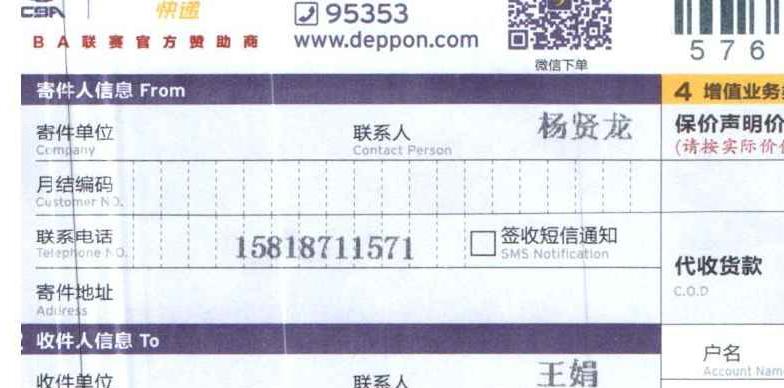 CBA 快递
95353
BA联赛官方赞助商
www.deppon.com
微信下单
576
寄件人信息 From
4 增值业务
寄件单位 联系人 杨贤龙
Company Contact Person
保价声明价
(请按实际价
月结编码
Customer NO.
联系电话 15818711571 签收短信通知
Telephone NO. SMS Notification
代收货款
C.O.D
寄件地址
Address
收件人信息 To
户名
Account Nam
收件单位 联系人 王娟